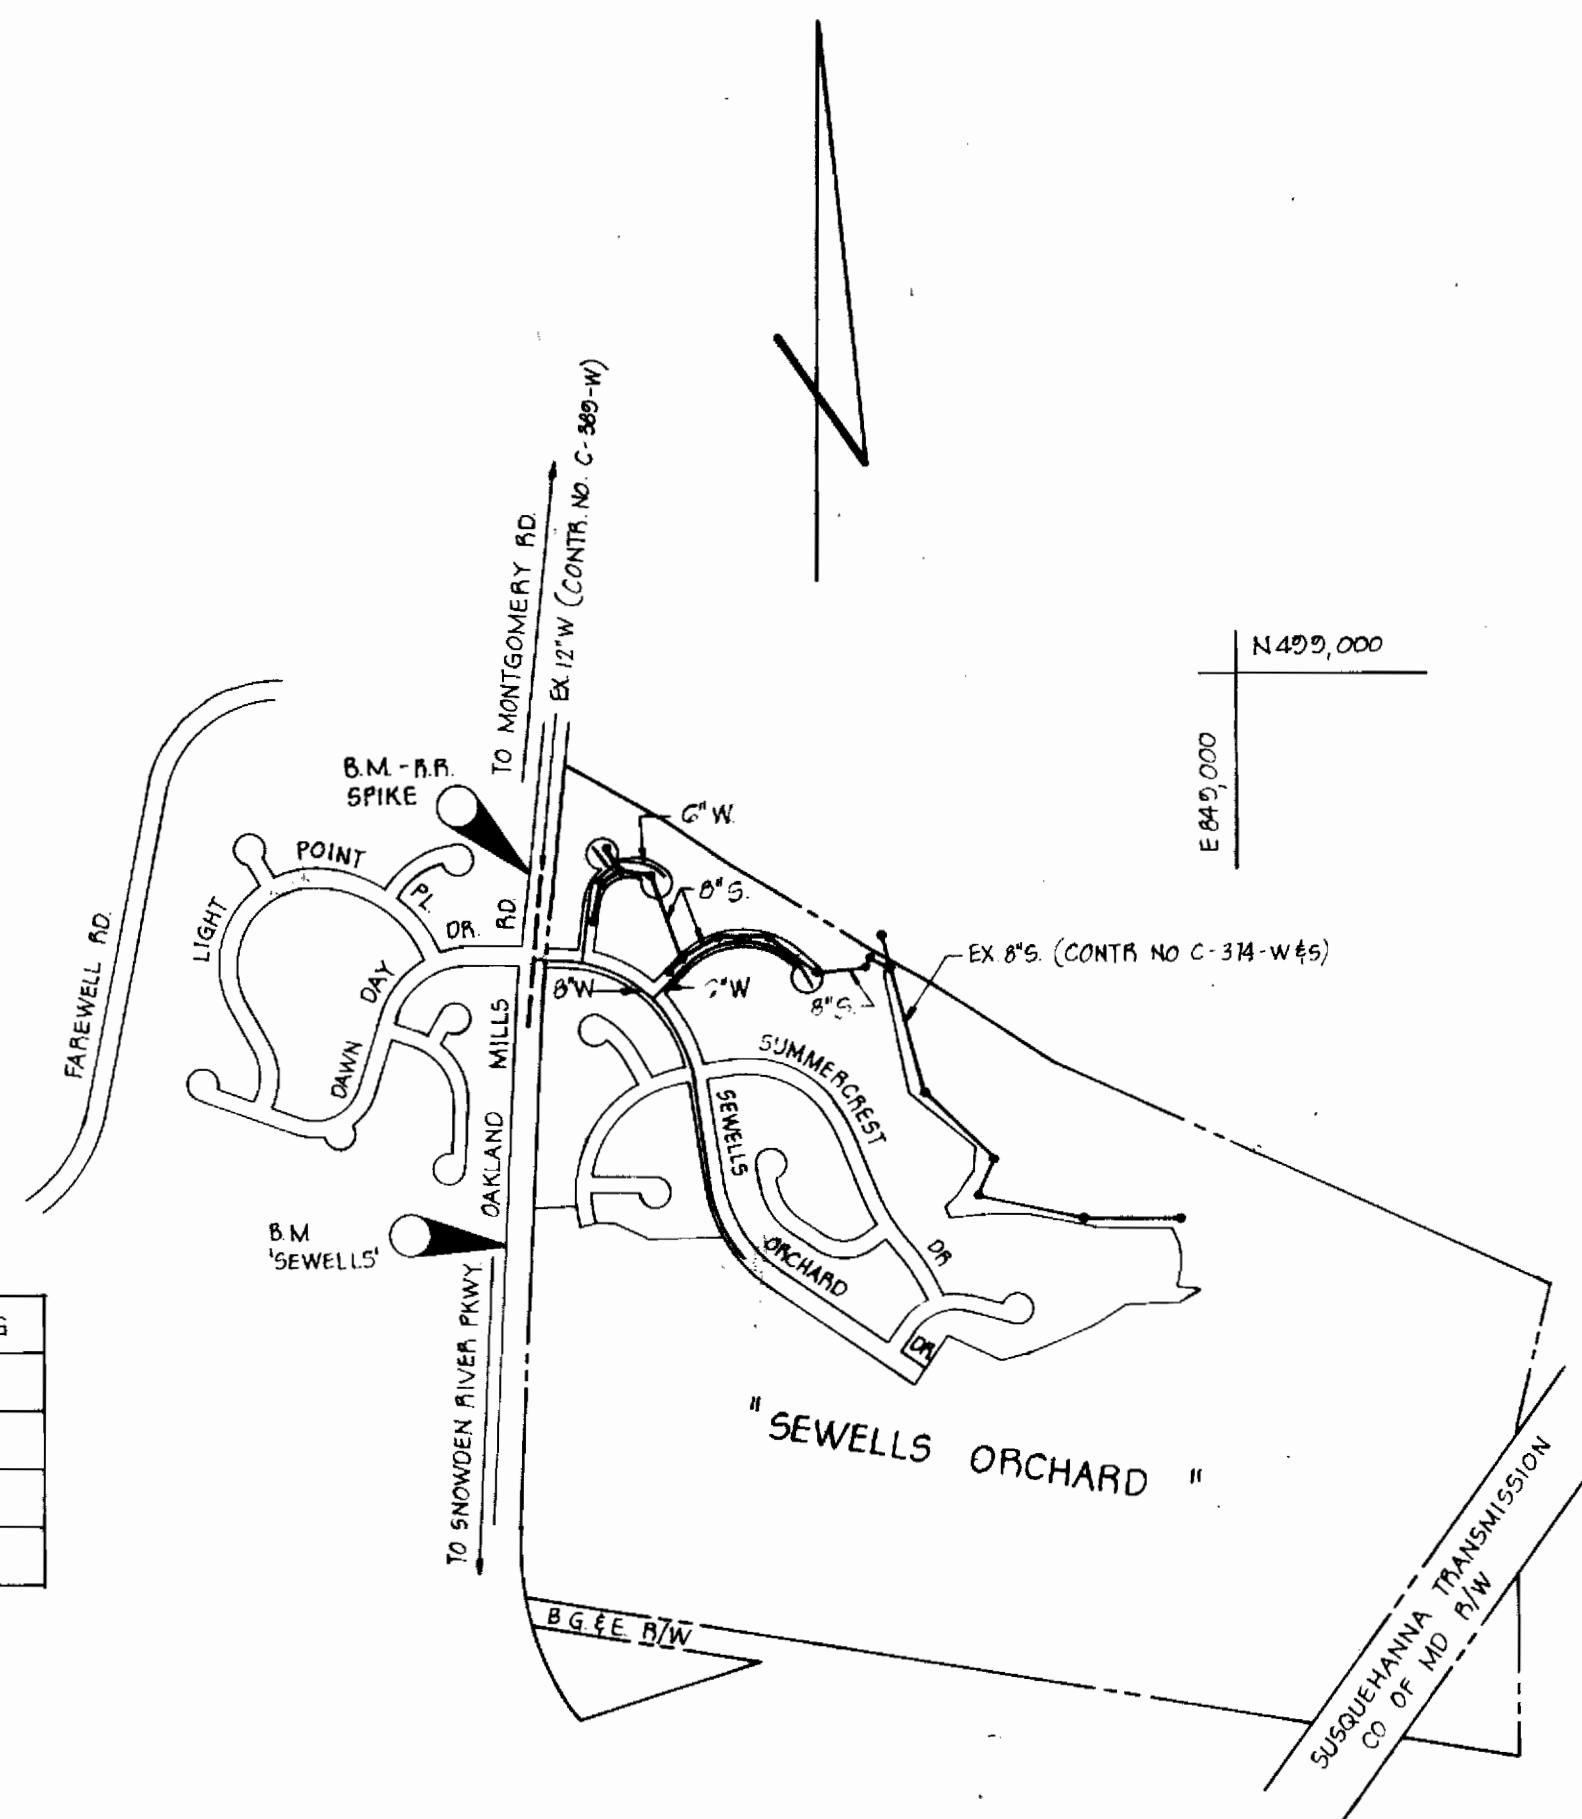 N499,000
E 849,000
EX. 12"W (CONTR. NO. C-389-W)
TO MONTGOMERY RD.
B.M. - R.R.
SPIKE
6" W.
8" S.
POINT
PL.
LIGHT
DR.
RD.
DAY
DAWN
FAREWELL RD.
EX. 8"S. (CONTR NO C-314-W&S)
8"W
"W
8"S.
MILLS
OAKLAND
SUMMERCREST
SEWELLS
B.M
'SEWELLS'
ORCHARD
DR
DR.
TO SNOWDEN RIVER PKWY.
"SEWELLS ORCHARD"
B G. & E. R/W
SUSQUEHANNA TRANSMISSION
CO OF MD R/W